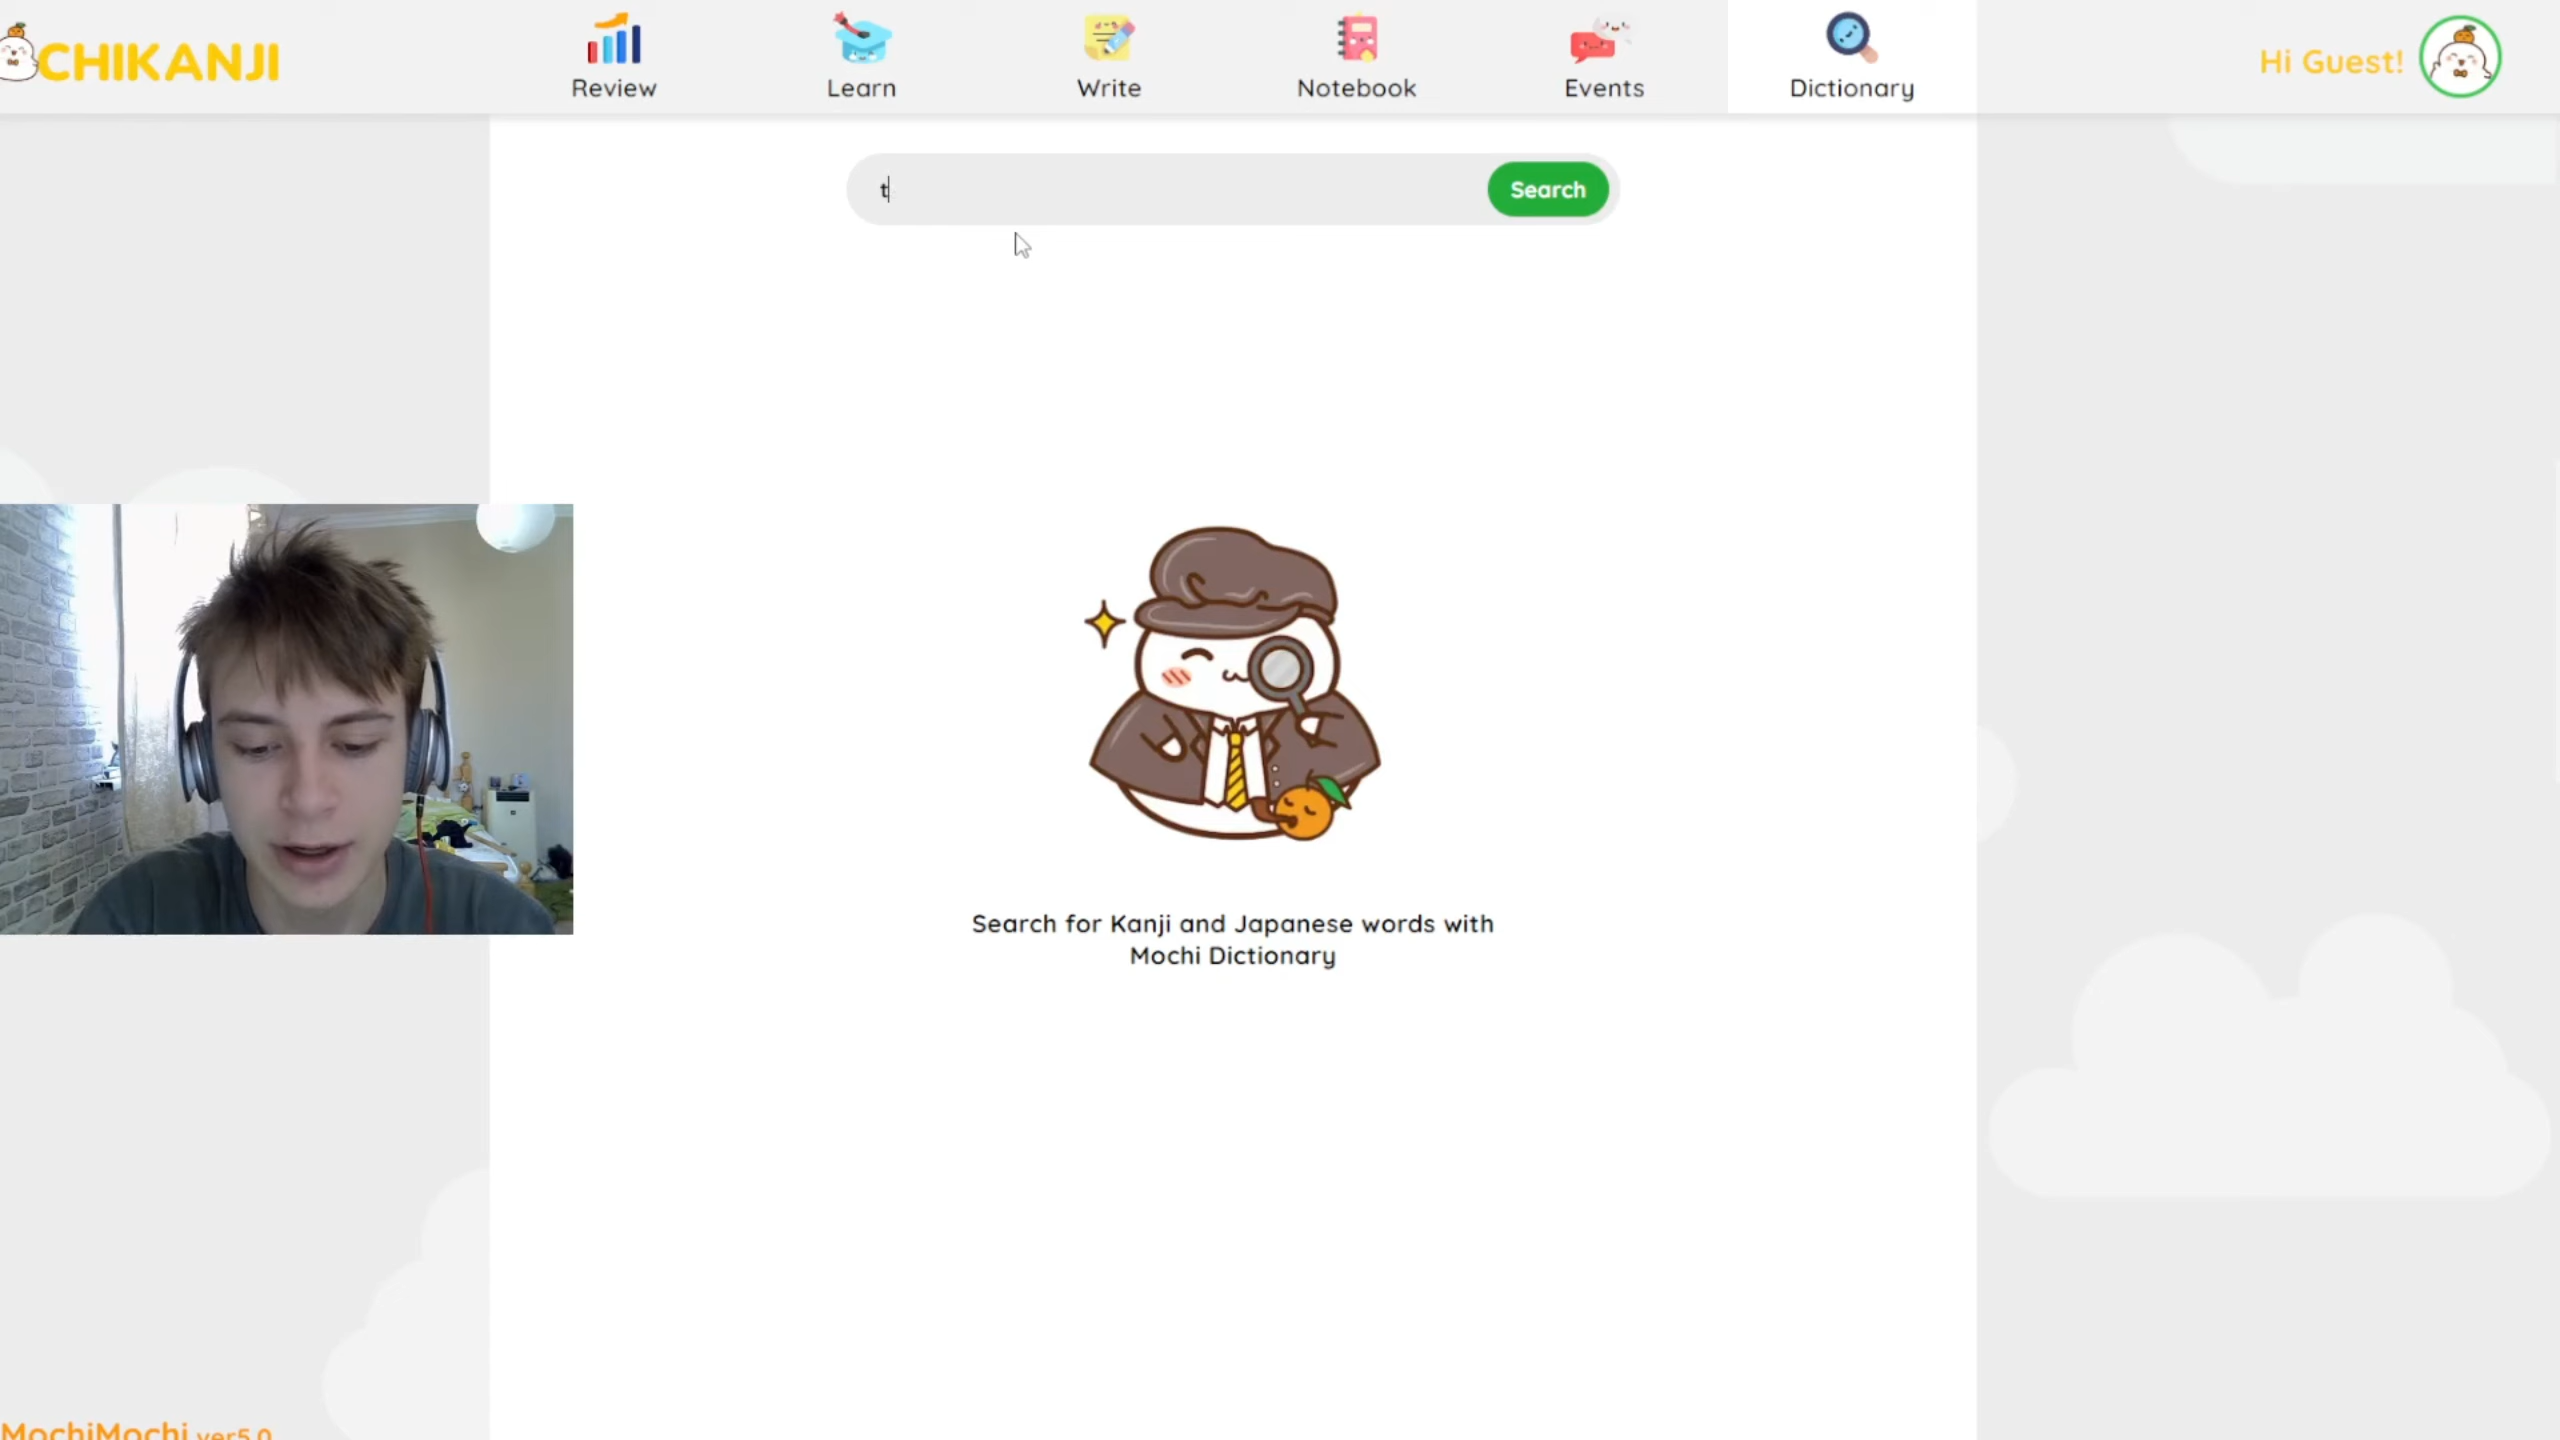 CHIKANJI
Review
Learn
Write
Notebook
Events
Dictionary
Hi Guest!
t
Search
Search for Kanji and Japanese words with
Mochi Dictionary
MochiMochi ver5.0